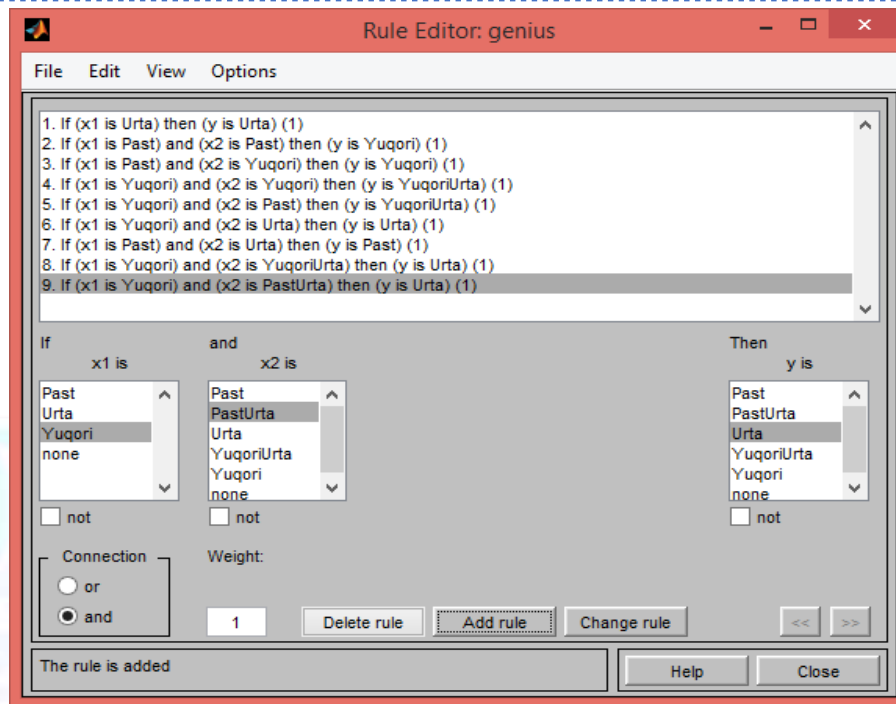 Rule Editor: genius
File Edit View Options
1. If (x1 is Urta) then (y is Urta) (1)
2. If (x1 is Past) and (x2 is Past) then (y is Yuqori) (1)
3. If (x1 is Past) and (x2 is Yuqori) then (y is Yuqori) (1)
4. If (x1 is Yuqori) and (x2 is Yuqori) then (y is YuqoriUrta) (1)
5. If (x1 is Yuqori) and (x2 is Past) then (y is YuqoriUrta) (1)
6. If (x1 is Yuqori) and (x2 is Urta) then (y is Urta) (1)
7. If (x1 is Past) and (x2 is Urta) then (y is Past) (1)
8. If (x1 is Yuqori) and (x2 is YuqoriUrta) then (y is Urta) (1)
9. If (x1 is Yuqori) and (x2 is PastUrta) then (y is Urta) (1)
If and Then
x1 is x2 is y is
Past Past Past
Urta PastUrta PastUrta
Yuqori Urta Urta
none YuqoriUrta YuqoriUrta
Yuqori Yuqori
none none
not not not
Connection Weight:
or
and 1 Delete rule Add rule Change rule << >>
The rule is added Help Close